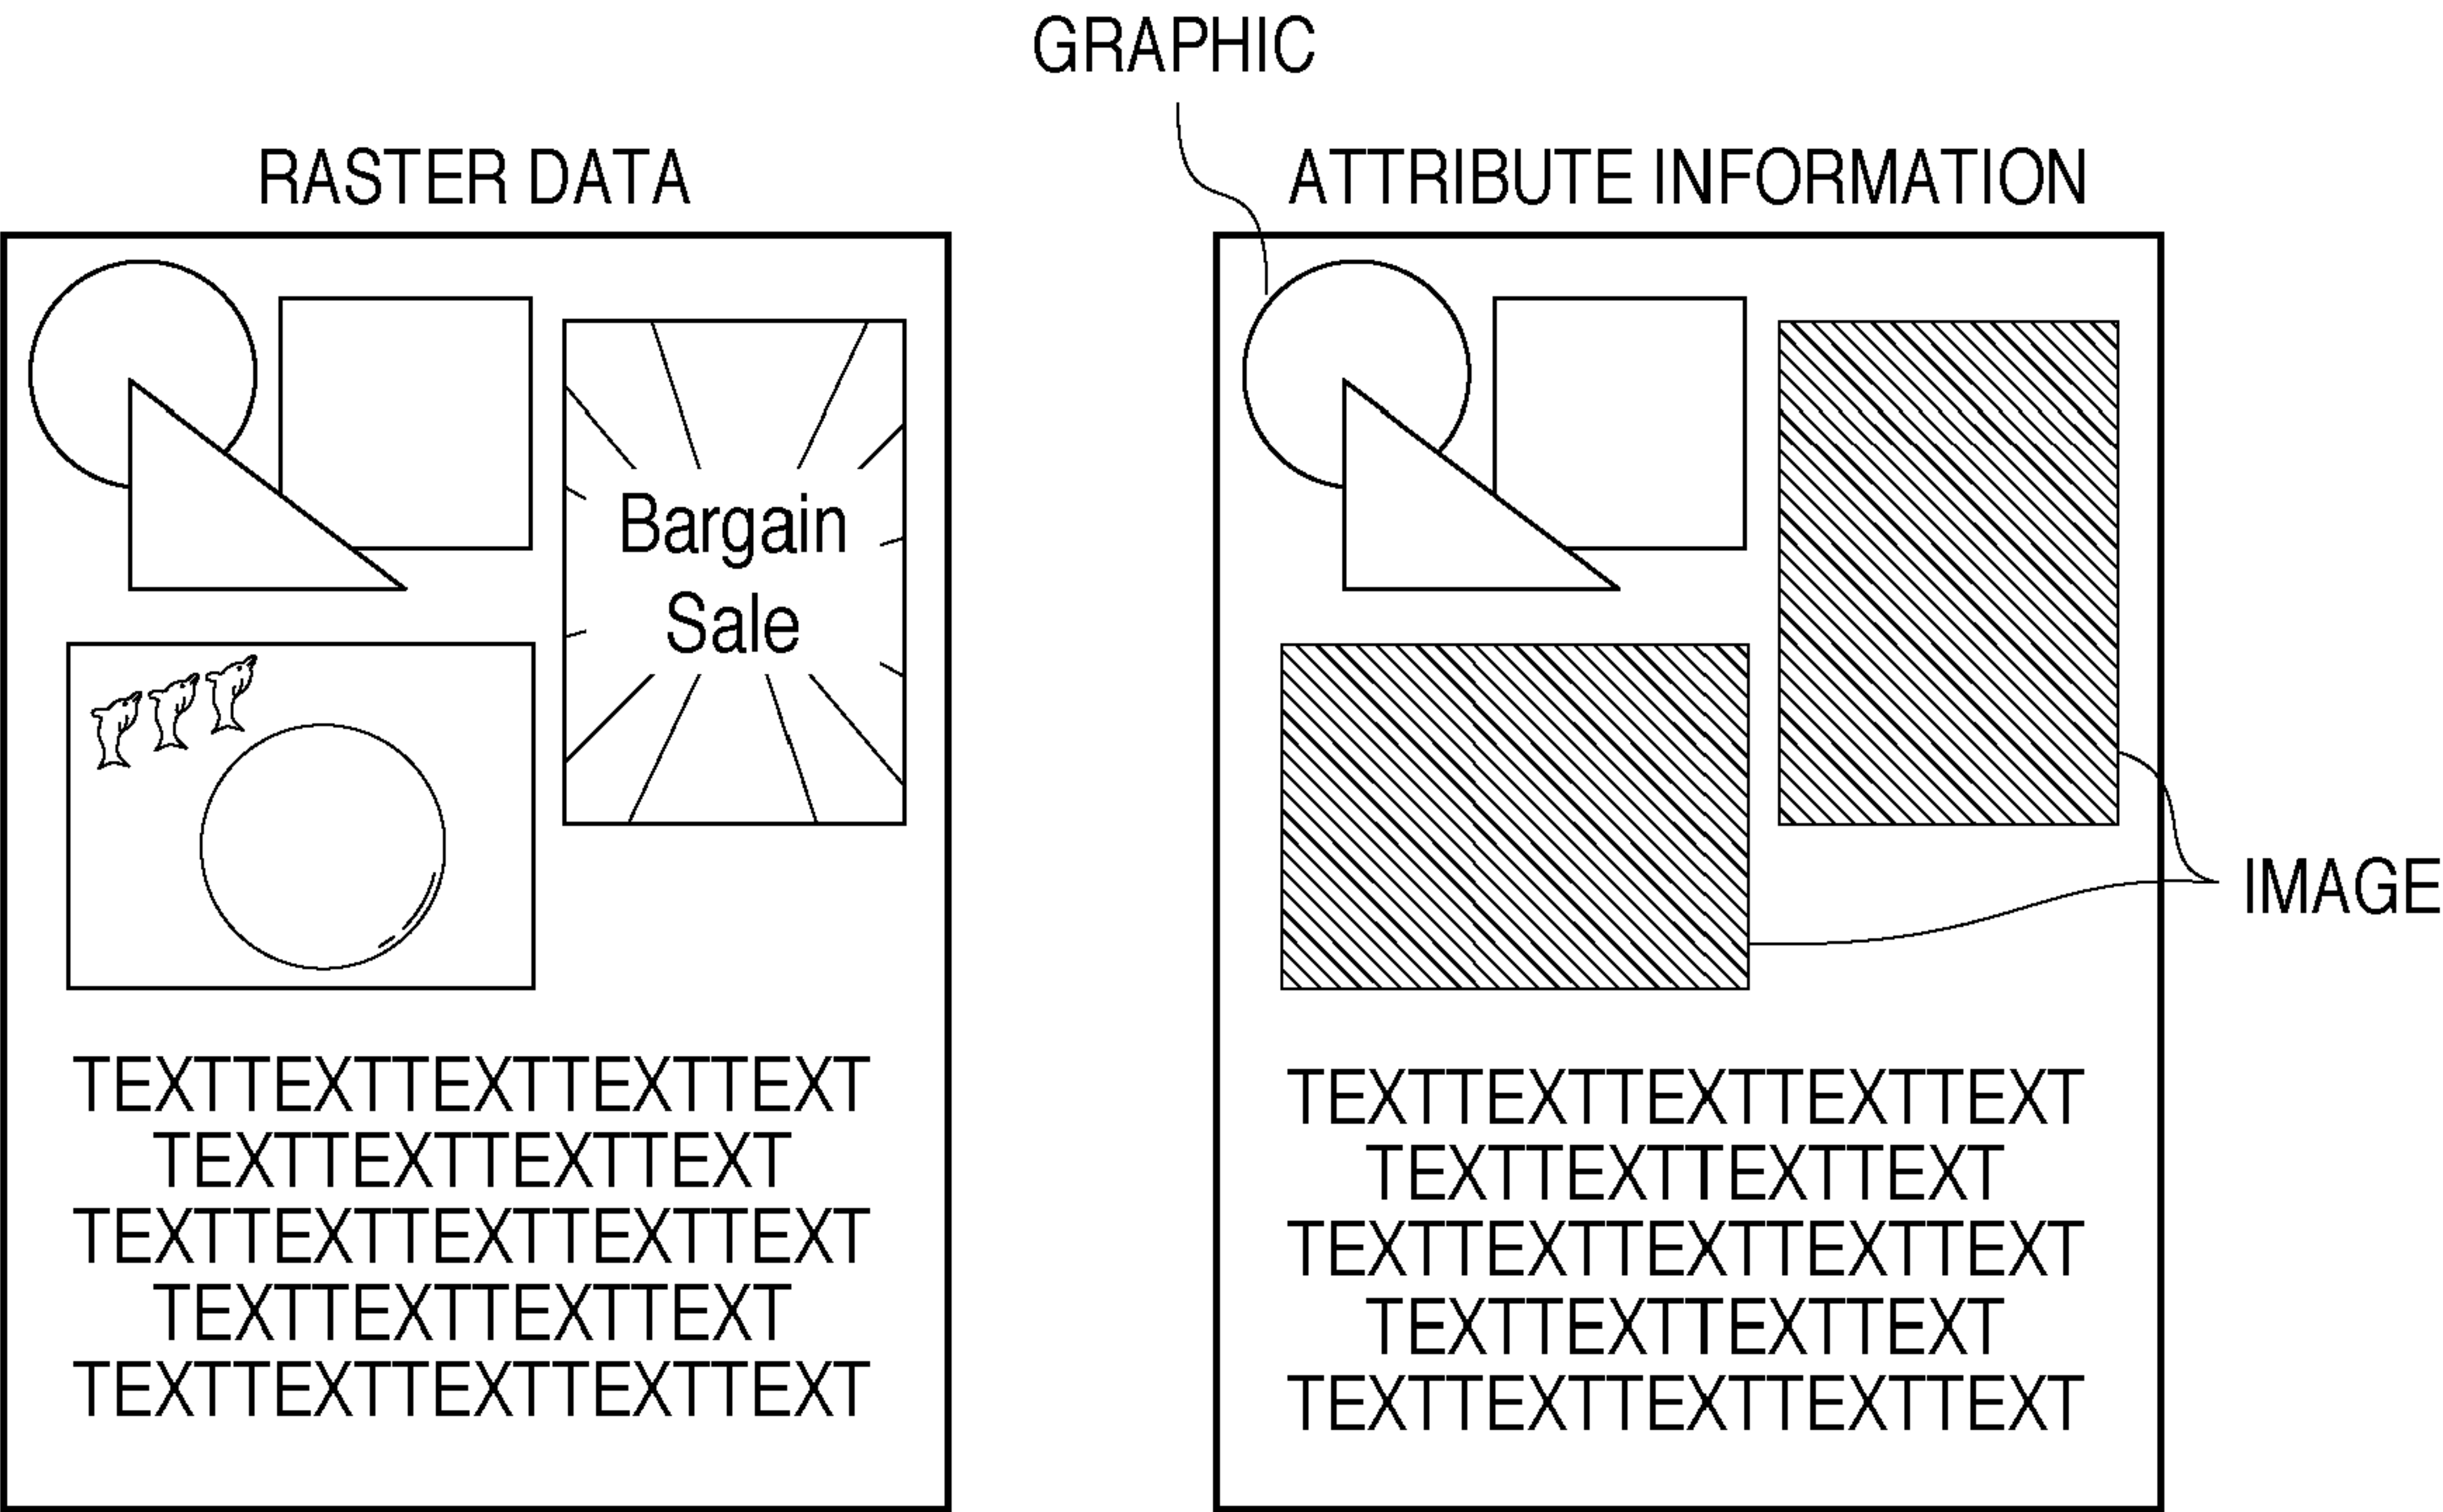 GRAPHIC
RASTER DATA
Bargain
Sale
TEXTTEXTTEXTTEXTTEXT
TEXTTEXTTEXTTEXT
TEXTTEXTTEXTTEXTTEXT
TEXTTEXTTEXTTEXT
TEXTTEXTTEXTTEXTTEXT
ATTRIBUTE INFORMATION
IMAGE
TEXTTEXTTEXTTEXTTEXT
TEXTTEXTTEXTTEXT
TEXTTEXTTEXTTEXTTEXT
TEXTTEXTTEXTTEXT
TEXTTEXTTEXTTEXTTEXT